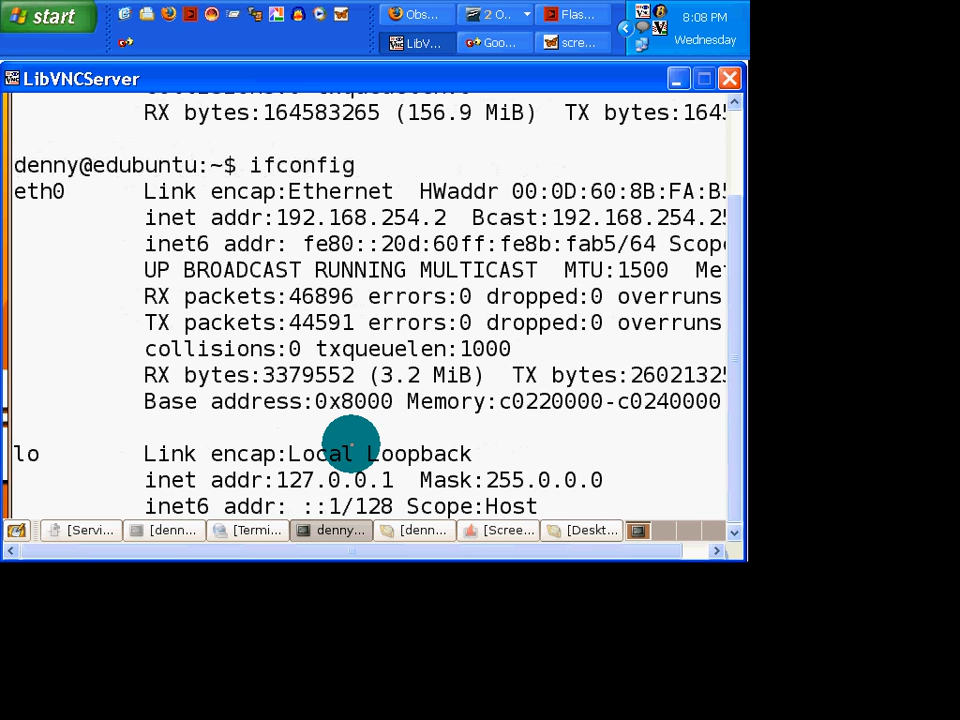 start
Obs...
2 O..
Flas...
8:08 PM
LibV...
Goo...
scre...
Wednesday
LibVNCServer
RX bytes:164583265 (156.9 MiB)  TX bytes:1645
denny@edubuntu:~$ ifconfig
eth0      Link encap:Ethernet  HWaddr 00:0D:60:8B:FA:B5
inet addr:192.168.254.2  Bcast:192.168.254.25
inet6 addr: fe80::20d:60ff:fe8b:fab5/64 Scope
UP BROADCAST RUNNING MULTICAST  MTU:1500  Met
RX packets:46896 errors:0 dropped:0 overruns
TX packets:44591 errors:0 dropped:0 overruns
collisions:0 txqueuelen:1000
RX bytes:3379552 (3.2 MiB)  TX bytes:26021325
Base address:0x8000 Memory:c0220000-c0240000
lo        Link encap:Local Loopback
inet addr:127.0.0.1  Mask:255.0.0.0
inet6 addr: ::1/128 Scope:Host
[Servi...
[denn...
[Termi...
denny...
[denn...
[Scree...
[Deskt...